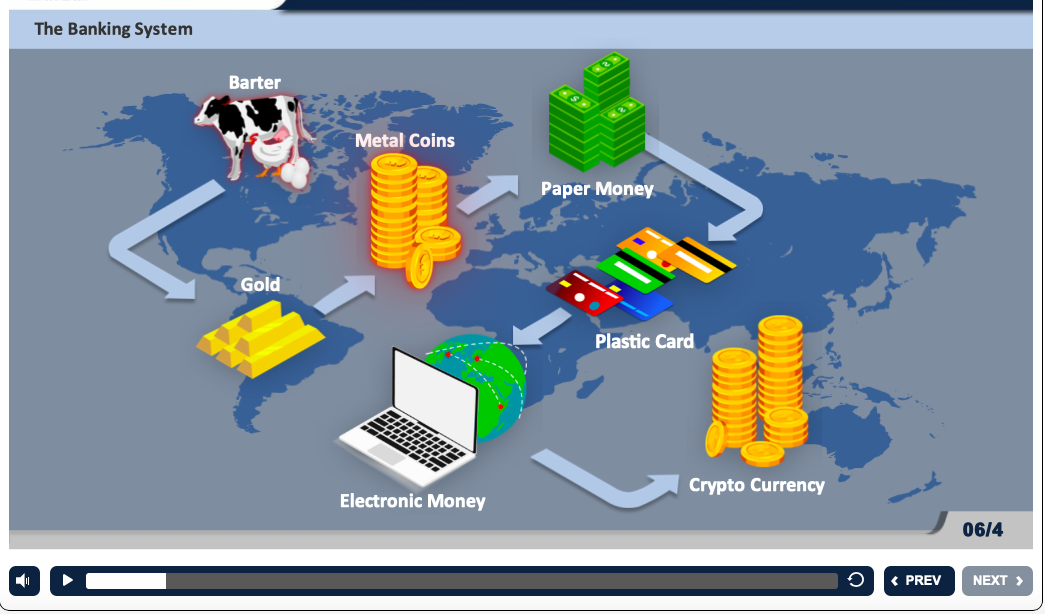 The Banking System
Barter
Metal Coins
Paper Money
Gold
Plastic Card
Electronic Money
Crypto Currency
06/4
PREV
NEXT